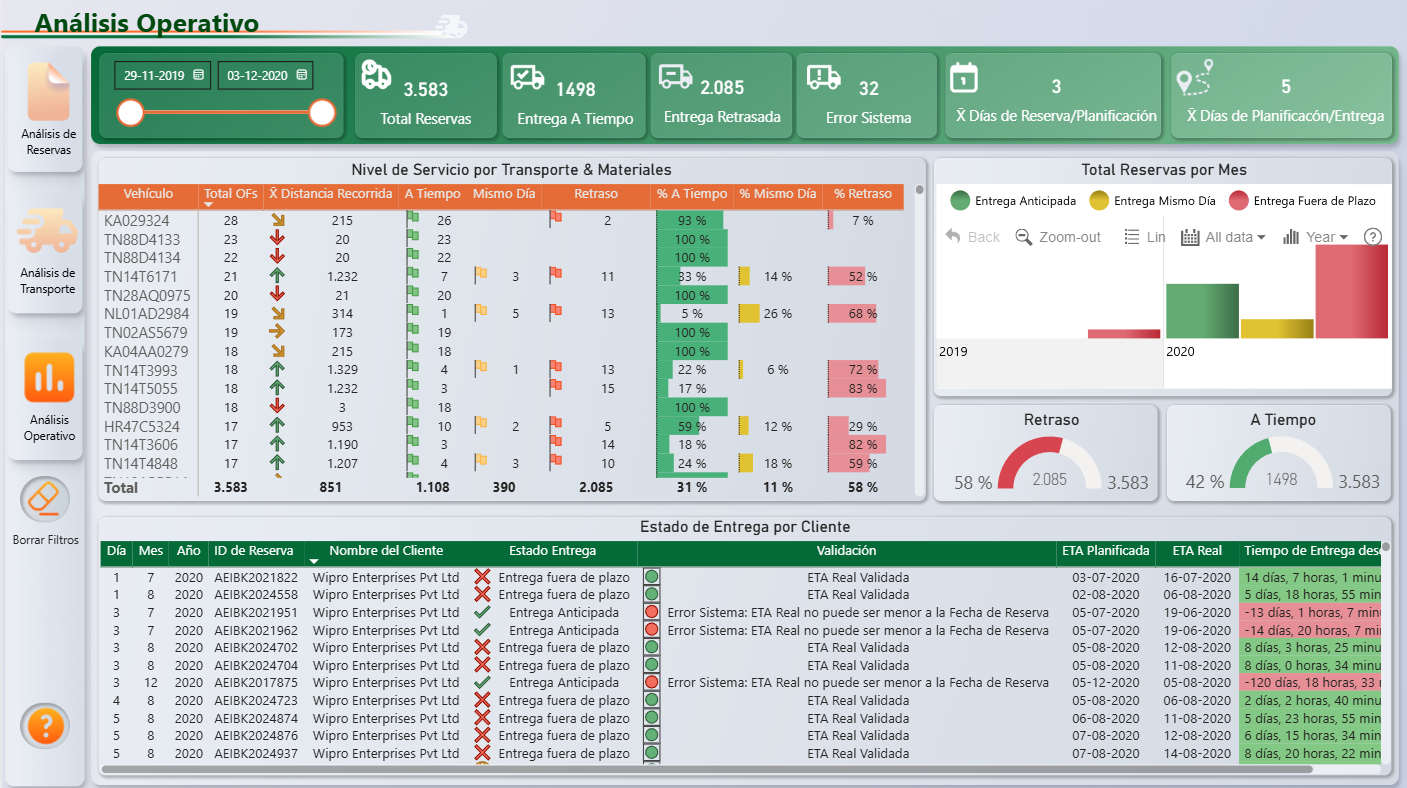 Análisis Operativo
Análisis de
Reservas
Análisis de
Transporte
Análisis
Operativo
Borrar Filtros
?
29-11-2019 03-12-2020
3.583
Total Reservas
1498
Entrega A Tiempo
2.085
Entrega Retrasada
32
Error Sistema
3
X̄ Días de Reserva/Planificación
5
X̄ Días de Planificacón/Entrega
Nivel de Servicio por Transporte & Materiales
Vehículo Total OFs X̄ Distancia Recorrida A Tiempo Mismo Día Retraso % A Tiempo % Mismo Día % Retraso
KA029324 28 215 26 2 93 % 7 %
TN88D4133 23 20 23 100 %
TN88D4134 22 20 22 100 %
TN14T6171 21 1.232 7 3 11 33 % 14 % 52 %
TN28AQ0975 20 21 20 100 %
NL01AD2984 19 314 1 5 13 5 % 26 % 68 %
TN02AS5679 19 173 19 100 %
KA04AA0279 18 215 18 100 %
TN14T3993 18 1.329 4 1 13 22 % 6 % 72 %
TN14T5055 18 1.232 3 15 17 % 83 %
TN88D3900 18 3 18 100 %
HR47C5324 17 953 10 2 5 59 % 12 % 29 %
TN14T3606 17 1.190 3 14 18 % 82 %
TN14T4848 17 1.207 4 3 10 24 % 18 % 59 %
Total 3.583 851 1.108 390 2.085 31 % 11 % 58 %
Total Reservas por Mes
Entrega Anticipada Entrega Mismo Día Entrega Fuera de Plazo
Back Zoom-out Lin All data Year ?
2019 2020
Retraso
58 % 2.085 3.583
A Tiempo
42 % 1498 3.583
Estado de Entrega por Cliente
Día Mes Año ID de Reserva Nombre del Cliente Estado Entrega Validación ETA Planificada ETA Real Tiempo de Entrega des
1 7 2020 AEIBK2021822 Wipro Enterprises Pvt Ltd Entrega fuera de plazo ETA Real Validada 03-07-2020 16-07-2020 14 días, 7 horas, 1 minu
1 8 2020 AEIBK2024558 Wipro Enterprises Pvt Ltd Entrega fuera de plazo ETA Real Validada 02-08-2020 06-08-2020 5 días, 18 horas, 55 min
3 7 2020 AEIBK2021951 Wipro Enterprises Pvt Ltd Entrega Anticipada Error Sistema: ETA Real no puede ser menor a la Fecha de Reserva 05-07-2020 19-06-2020 -13 días, 1 horas, 7 min
3 7 2020 AEIBK2021962 Wipro Enterprises Pvt Ltd Entrega Anticipada Error Sistema: ETA Real no puede ser menor a la Fecha de Reserva 05-07-2020 19-06-2020 -14 días, 20 horas, 7 mi
3 8 2020 AEIBK2024702 Wipro Enterprises Pvt Ltd Entrega fuera de plazo ETA Real Validada 05-08-2020 12-08-2020 8 días, 3 horas, 25 minu
3 8 2020 AEIBK2024704 Wipro Enterprises Pvt Ltd Entrega fuera de plazo ETA Real Validada 05-08-2020 11-08-2020 8 días, 0 horas, 34 minu
3 12 2020 AEIBK2017875 Wipro Enterprises Pvt Ltd Entrega Anticipada Error Sistema: ETA Real no puede ser menor a la Fecha de Reserva 05-12-2020 05-08-2020 -120 días, 18 horas, 33
4 8 2020 AEIBK2024723 Wipro Enterprises Pvt Ltd Entrega fuera de plazo ETA Real Validada 05-08-2020 06-08-2020 2 días, 2 horas, 40 minu
5 8 2020 AEIBK2024874 Wipro Enterprises Pvt Ltd Entrega fuera de plazo ETA Real Validada 06-08-2020 11-08-2020 5 días, 23 horas, 55 min
5 8 2020 AEIBK2024876 Wipro Enterprises Pvt Ltd Entrega fuera de plazo ETA Real Validada 07-08-2020 12-08-2020 6 días, 15 horas, 34 min
5 8 2020 AEIBK2024937 Wipro Enterprises Pvt Ltd Entrega fuera de plazo ETA Real Validada 07-08-2020 14-08-2020 8 días, 20 horas, 22 min